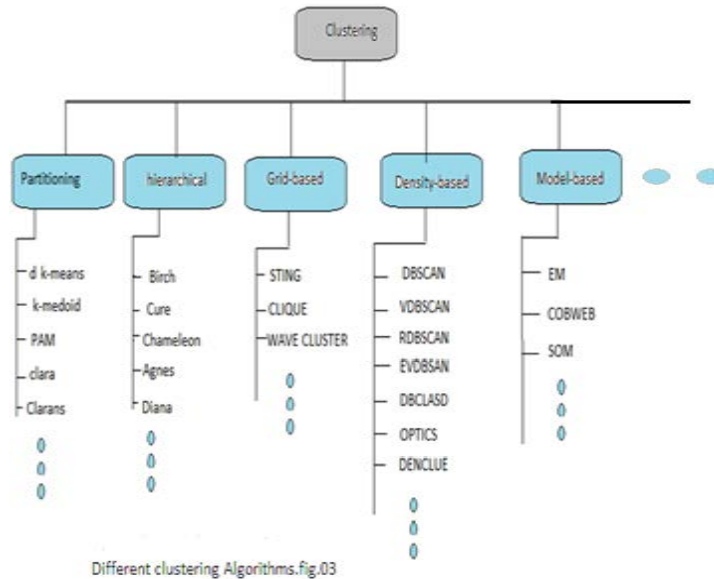 Clustering
Partitioning
hierarchical
Grid-based
Density-based
Model-based
d k-means
k-medoid
PAM
clara
Clarans
Birch
Cure
Chameleon
Agnes
Diana
STING
CLIQUE
WAVE CLUSTER
DBSCAN
VDBSCAN
RDBSCAN
EVDBSAN
DBCLASD
OPTICS
DENCLUE
EM
COBWEB
SOM
Different clustering Algorithms.fig.03